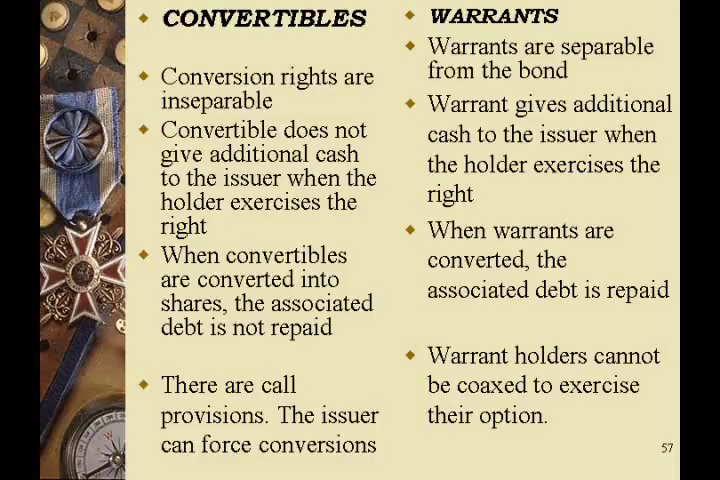 CONVERTIBLES
Conversion rights are
inseparable
Convertible does not
give additional cash
to the issuer when the
holder exercises the
right
When convertibles
are converted into
shares, the associated
debt is not repaid
There are call
provisions. The issuer
can force conversions
WARRANTS
Warrants are separable
from the bond
Warrant gives additional
cash to the issuer when
the holder exercises the
right
When warrants are
converted, the
associated debt is repaid
Warrant holders cannot
be coaxed to exercise
their option.
57